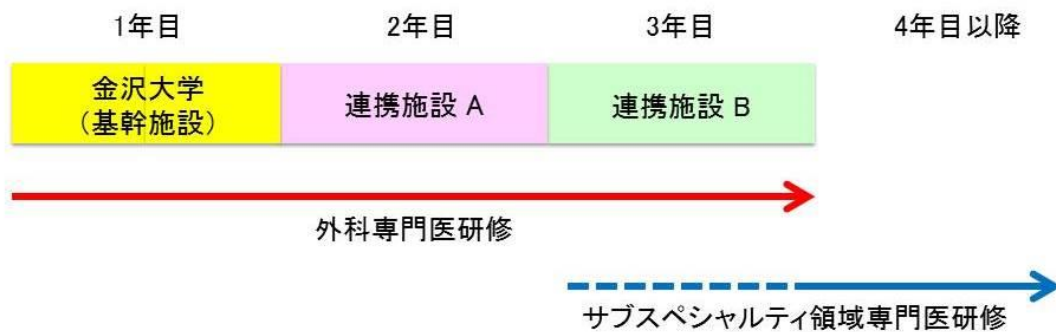 1年目 2年目 3年目 4年目以降
金沢大学
（基幹施設）
連携施設 A
連携施設 B
外科専門医研修
サブスペシャルティ領域専門医研修